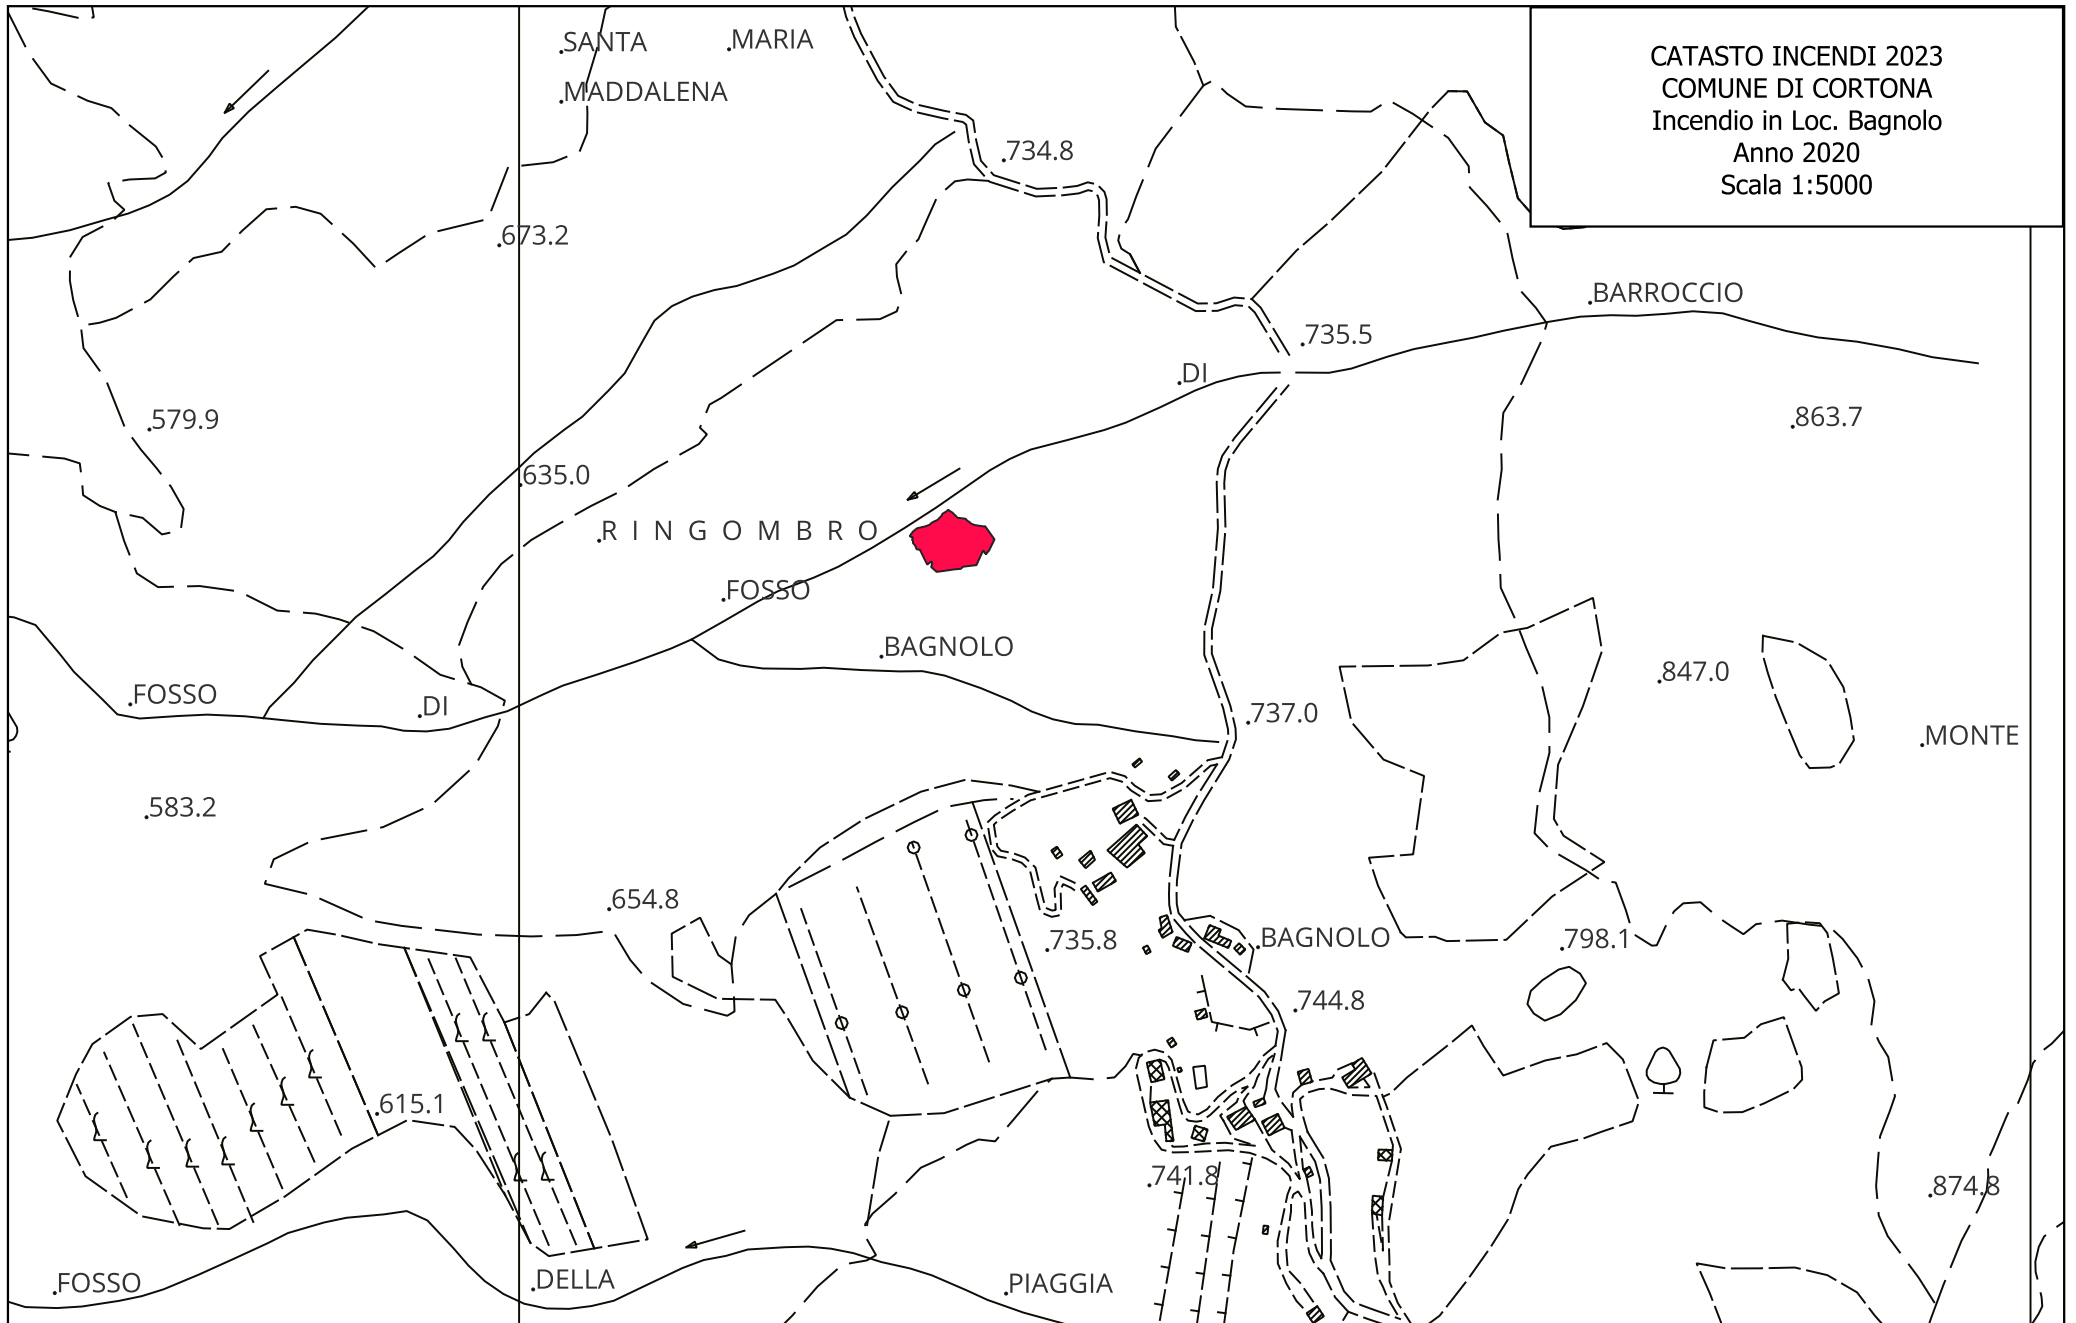 CATASTO INCENDI 2023
COMUNE DI CORTONA
Incendio in Loc. Bagnolo
Anno 2020
Scala 1:5000
.SANTA .MARIA
.MADDALENA
.734.8
.673.2
.BARROCCIO
.735.5
.DI
.579.9
.863.7
.635.0
.RINGOMBRO
.FOSSO
.BAGNOLO
.847.0
.FOSSO .DI
.737.0
.MONTE
.583.2
.654.8
.735.8
.BAGNOLO
.798.1
.744.8
.615.1
.741.8
.874.8
.FOSSO .DELLA .PIAGGIA